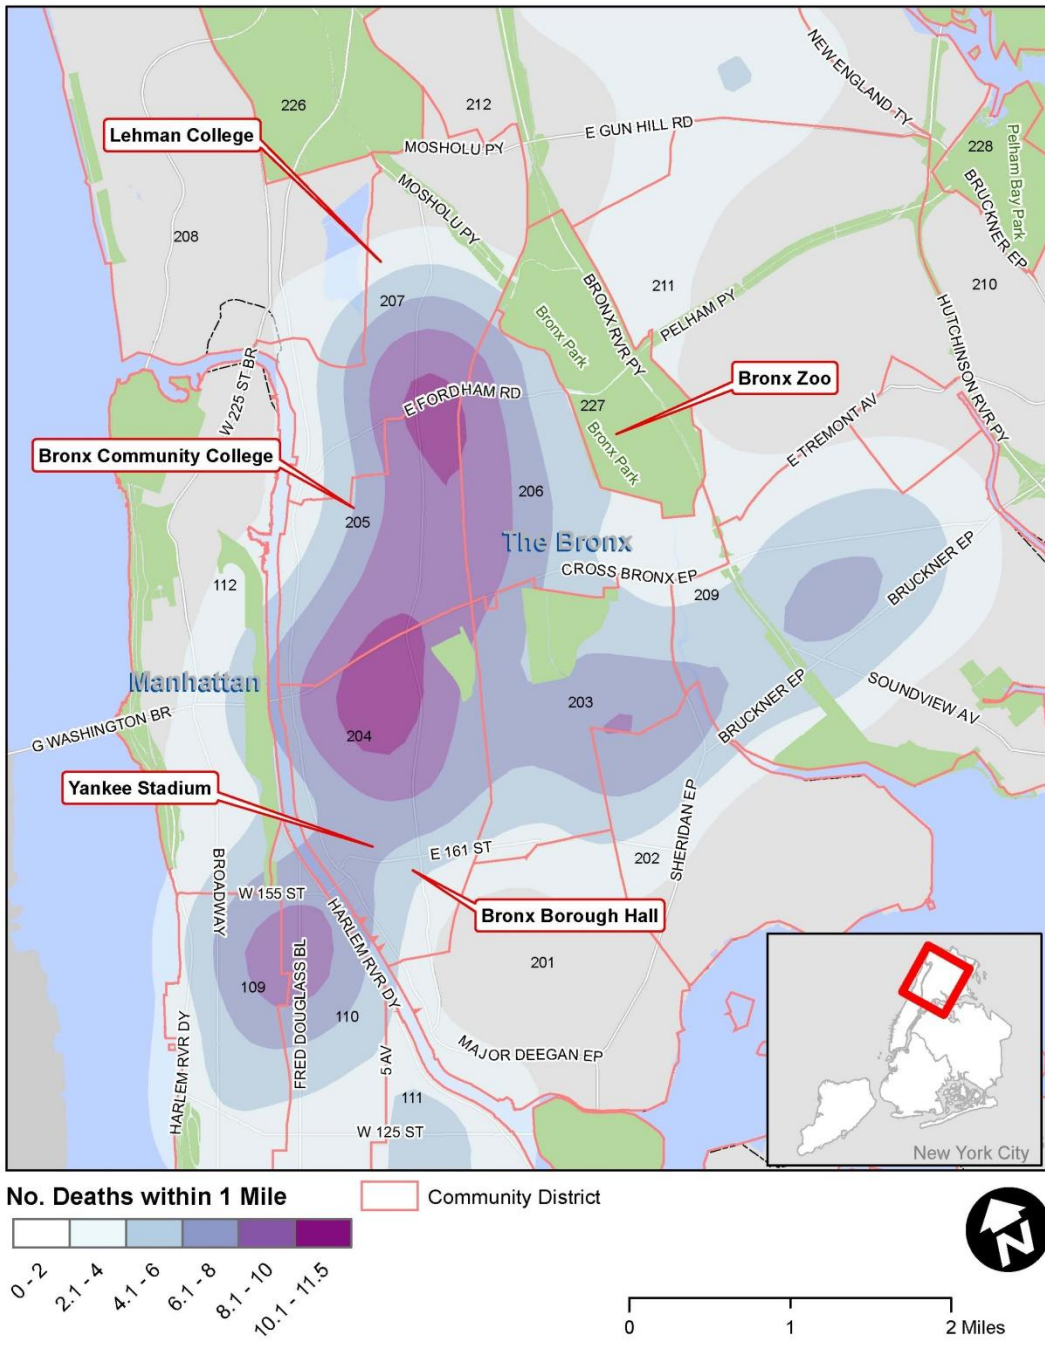 226
212
NEW ENGLAND TY
Lehman College
E GUN HILL RD
MOSHOLU PY
228
Pelham Bay Park
BRUCKNER EP
MOSHOLU PY
208
207
BRONX RVR PY
211
210
PELHAM PY
HUTCHINSON RVR PY
Bronx Park
W 225 ST BR
E FORDHAM RD
Bronx Zoo
227
Bronx Park
E TREMONT AV
Bronx Community College
206
205
The Bronx
CROSS BRONX EP
BRUCKNER EP
112
209
Manhattan
G WASHINGTON BR
203
BRUCKNER EP
SOUNDVIEW AV
204
Yankee Stadium
SHERIDAN EP
E 161 ST
202
BROADWAY
W 155 ST
HARLEM RVR DY
Bronx Borough Hall
201
109
FRED DOUGLASS BL
110
HARLEM RVR DY
5 AV
MAJOR DEEGAN EP
111
W 125 ST
New York City
No. Deaths within 1 Mile
Community District
0 - 2
2.1 - 4
4.1 - 6
6.1 - 8
8.1 - 10
10.1 - 11.5
N
0 1 2 Miles